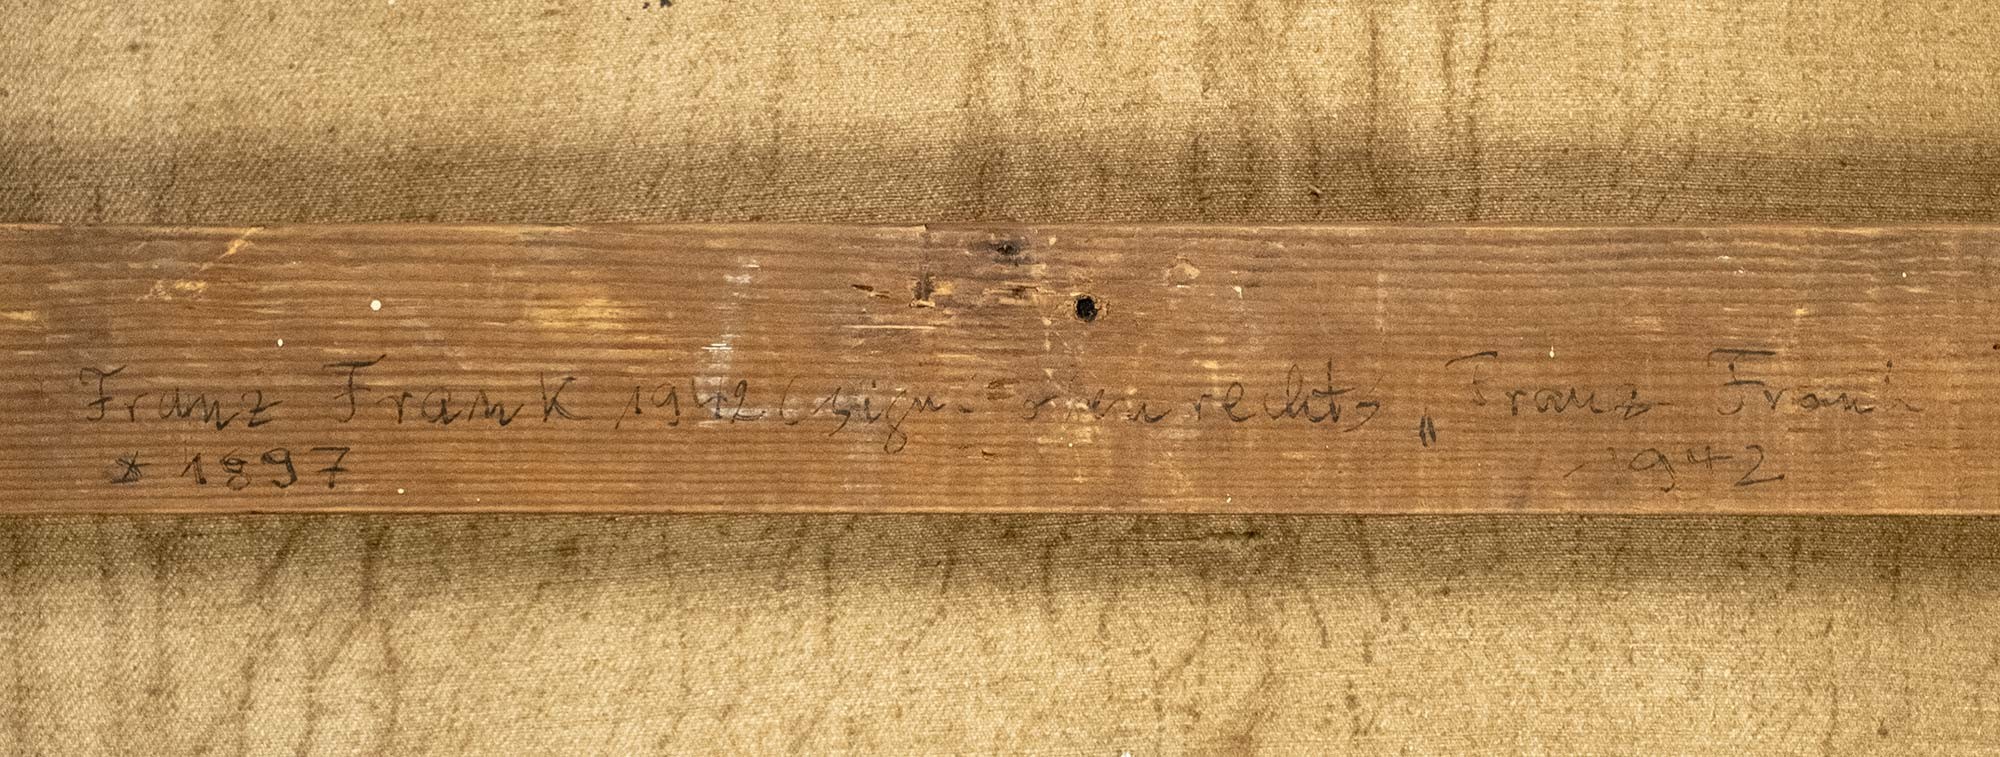 Franz Frank 1942 (sign. oben rechts „Franz Frank
* 1897 1942